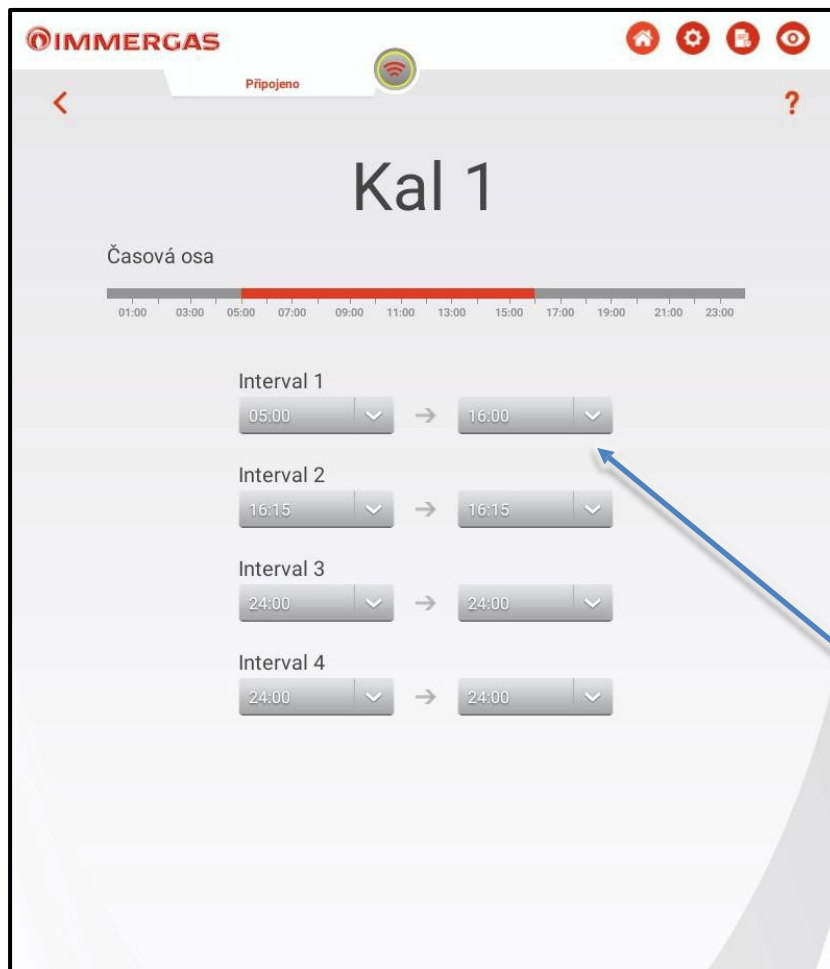 IMMERGAS
Připojeno
?
Kal 1
Časová osa
01:00 03:00 05:00 07:00 09:00 11:00 13:00 15:00 17:00 19:00 21:00 23:00
Interval 1
05:00 16:00
Interval 2
16:15 16:15
Interval 3
24:00 24:00
Interval 4
24:00 24:00